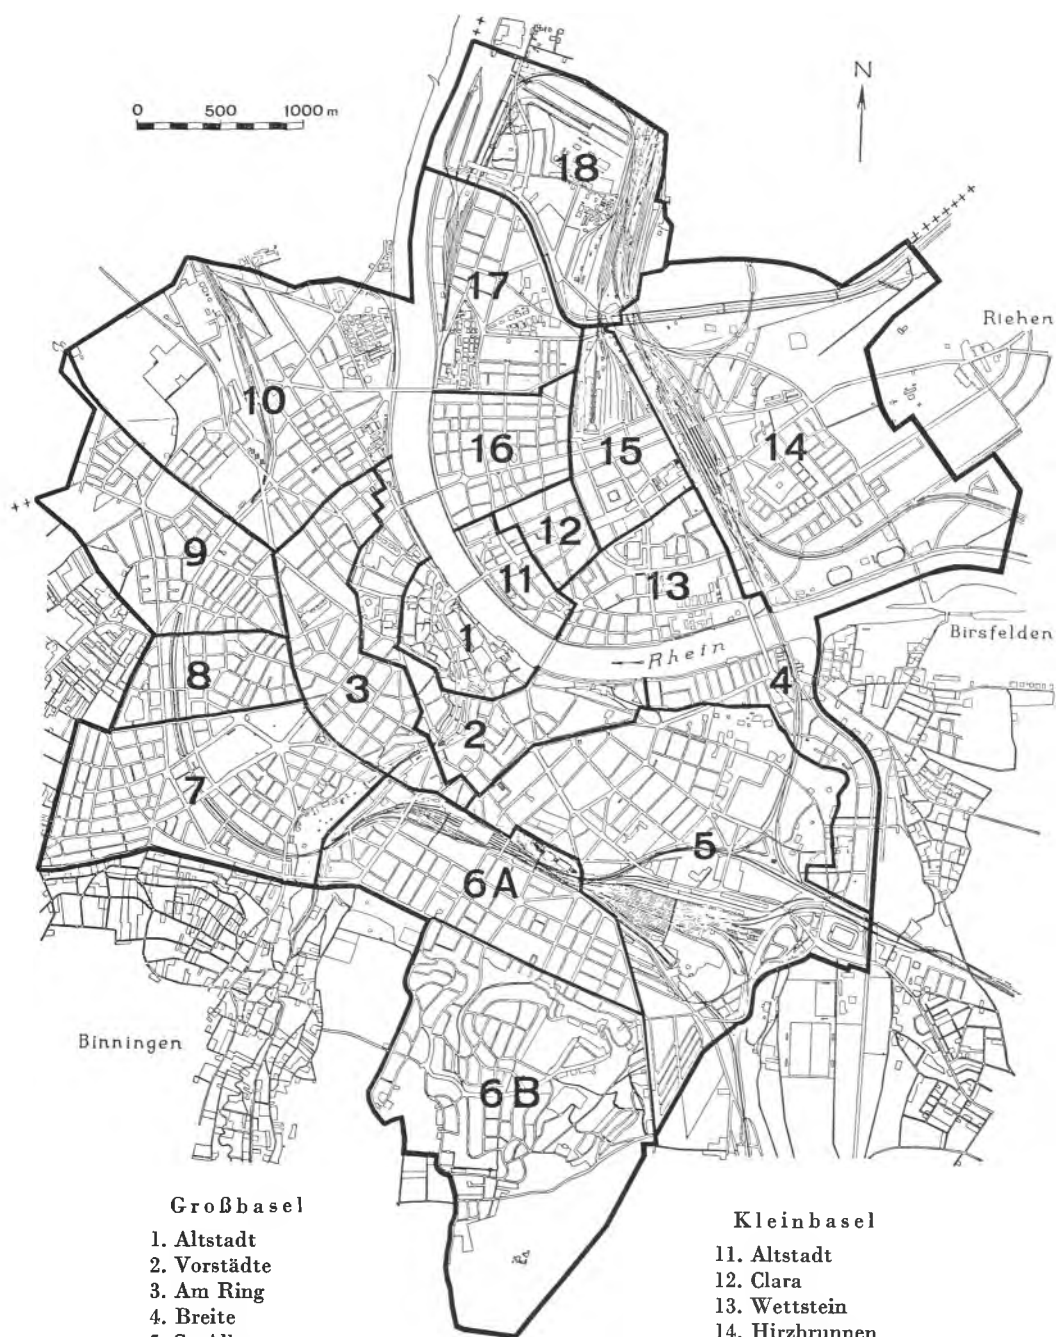 0 500 1000 m
N
18
17
Riehen
10
16
15
14
12
9
11
13
1
Rhein
Birsfelden
8
3
4
2
7
5
6A
Binningen
6B
Großbasel
1. Altstadt
2. Vorstädte
3. Am Ring
4. Breite
Kleinbasel
11. Altstadt
12. Clara
13. Wettstein
14. Hirzbrunnen